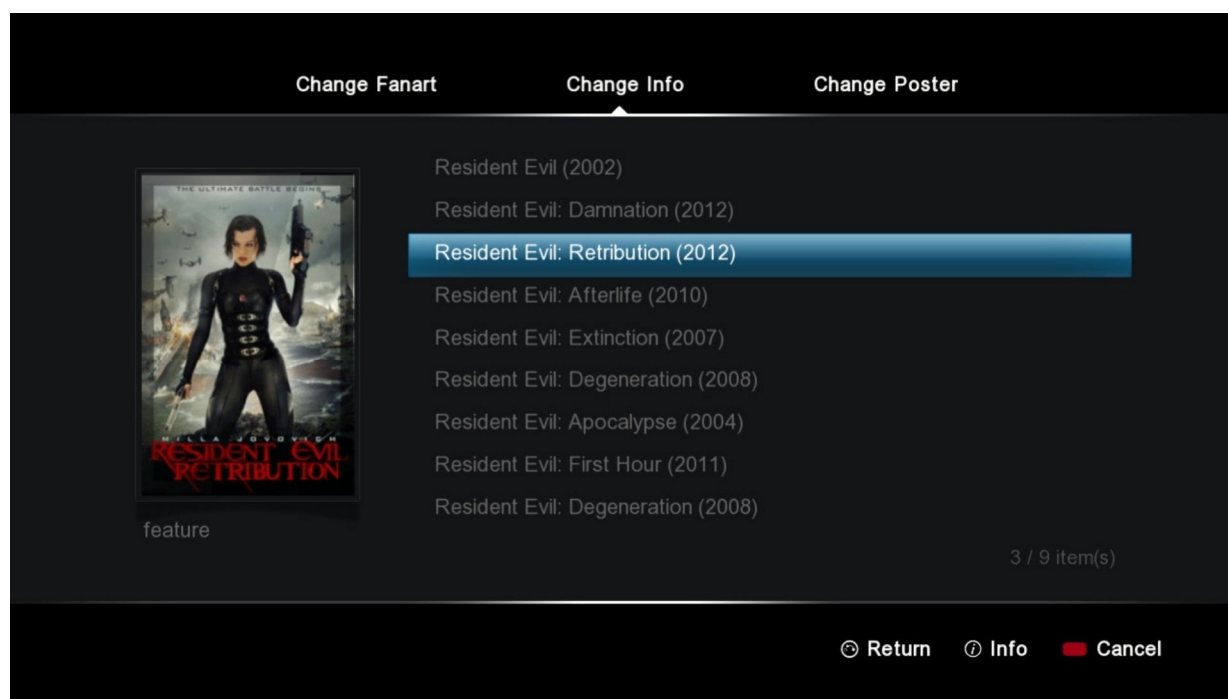 Change Fanart Change Info Change Poster
THE ULTIMATE BATTLE BEGINS
MILLA JOVOVICH
RESIDENT EVIL
RETRIBUTION
feature
Resident Evil (2002)
Resident Evil: Damnation (2012)
Resident Evil: Retribution (2012)
Resident Evil: Afterlife (2010)
Resident Evil: Extinction (2007)
Resident Evil: Degeneration (2008)
Resident Evil: Apocalypse (2004)
Resident Evil: First Hour (2011)
Resident Evil: Degeneration (2008)
3 / 9 item(s)
Return Info Cancel